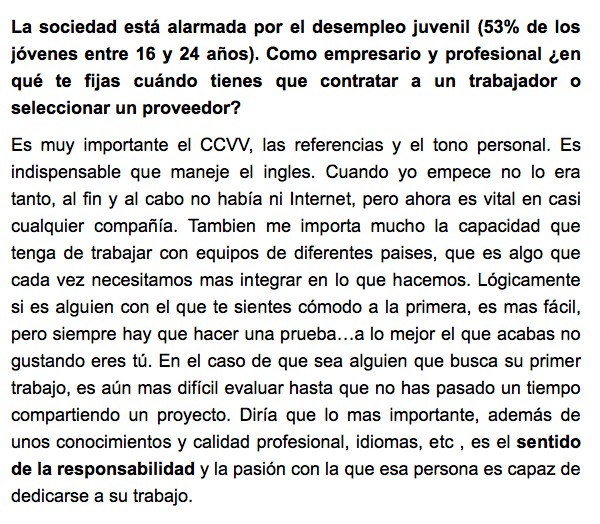 La sociedad está alarmada por el desempleo juvenil (53% de los
jóvenes entre 16 y 24 años). Como empresario y profesional ¿en
qué te fijas cuándo tienes que contratar a un trabajador o
seleccionar un proveedor?
Es muy importante el CCVV, las referencias y el tono personal. Es
indispensable que maneje el ingles. Cuando yo empece no lo era
tanto, al fin y al cabo no había ni Internet, pero ahora es vital en casi
cualquier compañía. Tambien me importa mucho la capacidad que
tenga de trabajar con equipos de diferentes paises, que es algo que
cada vez necesitamos mas integrar en lo que hacemos. Lógicamente
si es alguien con el que te sientes cómodo a la primera, es mas fácil,
pero siempre hay que hacer una prueba…a lo mejor el que acabas no
gustando eres tú. En el caso de que sea alguien que busca su primer
trabajo, es aún mas difícil evaluar hasta que no has pasado un tiempo
compartiendo un proyecto. Diría que lo mas importante, además de
unos conocimientos y calidad profesional, idiomas, etc , es el sentido
de la responsabilidad y la pasión con la que esa persona es capaz de
dedicarse a su trabajo.